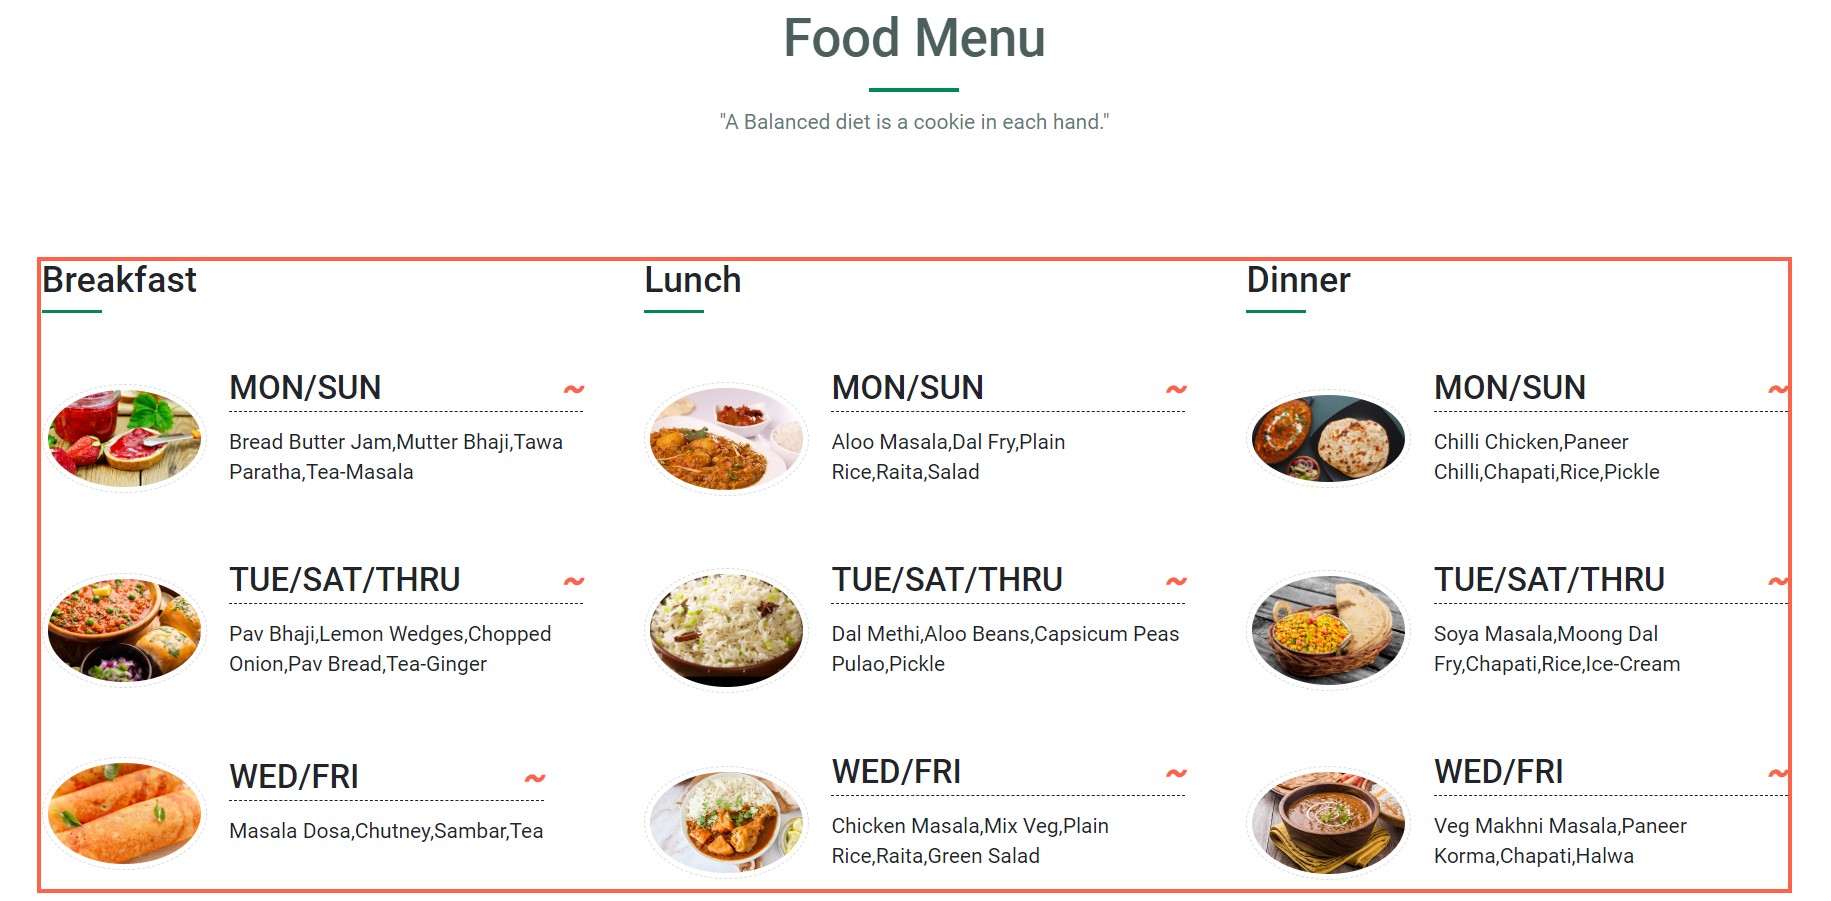 Food Menu
"A Balanced diet is a cookie in each hand."
Breakfast
MON/SUN ~
Bread Butter Jam,Mutter Bhaji,Tawa
Paratha,Tea-Masala
TUE/SAT/THRU ~
Pav Bhaji,Lemon Wedges,Chopped
Onion,Pav Bread,Tea-Ginger
WED/FRI ~
Masala Dosa,Chutney,Sambar,Tea
Lunch
MON/SUN ~
Aloo Masala,Dal Fry,Plain
Rice,Raita,Salad
TUE/SAT/THRU ~
Dal Methi,Aloo Beans,Capsicum Peas
Pulao,Pickle
WED/FRI ~
Chicken Masala,Mix Veg,Plain
Rice,Raita,Green Salad
Dinner
MON/SUN ~
Chilli Chicken,Paneer
Chilli,Chapati,Rice,Pickle
TUE/SAT/THRU ~
Soya Masala,Moong Dal
Fry,Chapati,Rice,Ice-Cream
WED/FRI ~
Veg Makhni Masala,Paneer
Korma,Chapati,Halwa